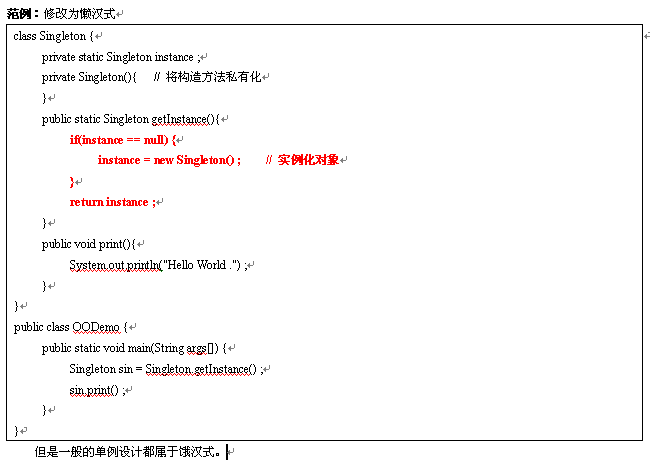 范例：修改为懒汉式
class Singleton {
private static Singleton instance ;
private Singleton(){ // 将构造方法私有化
}
public static Singleton getInstance(){
if(instance == null) {
instance = new Singleton() ; // 实例化对象
}
return instance ;
}
public void print(){
System.out.println("Hello World .") ;
}
}
public class OODemo {
public static void main(String args[]) {
Singleton sin = Singleton.getInstance() ;
sin.print() ;
}
}
但是一般的单例设计都属于饿汉式。